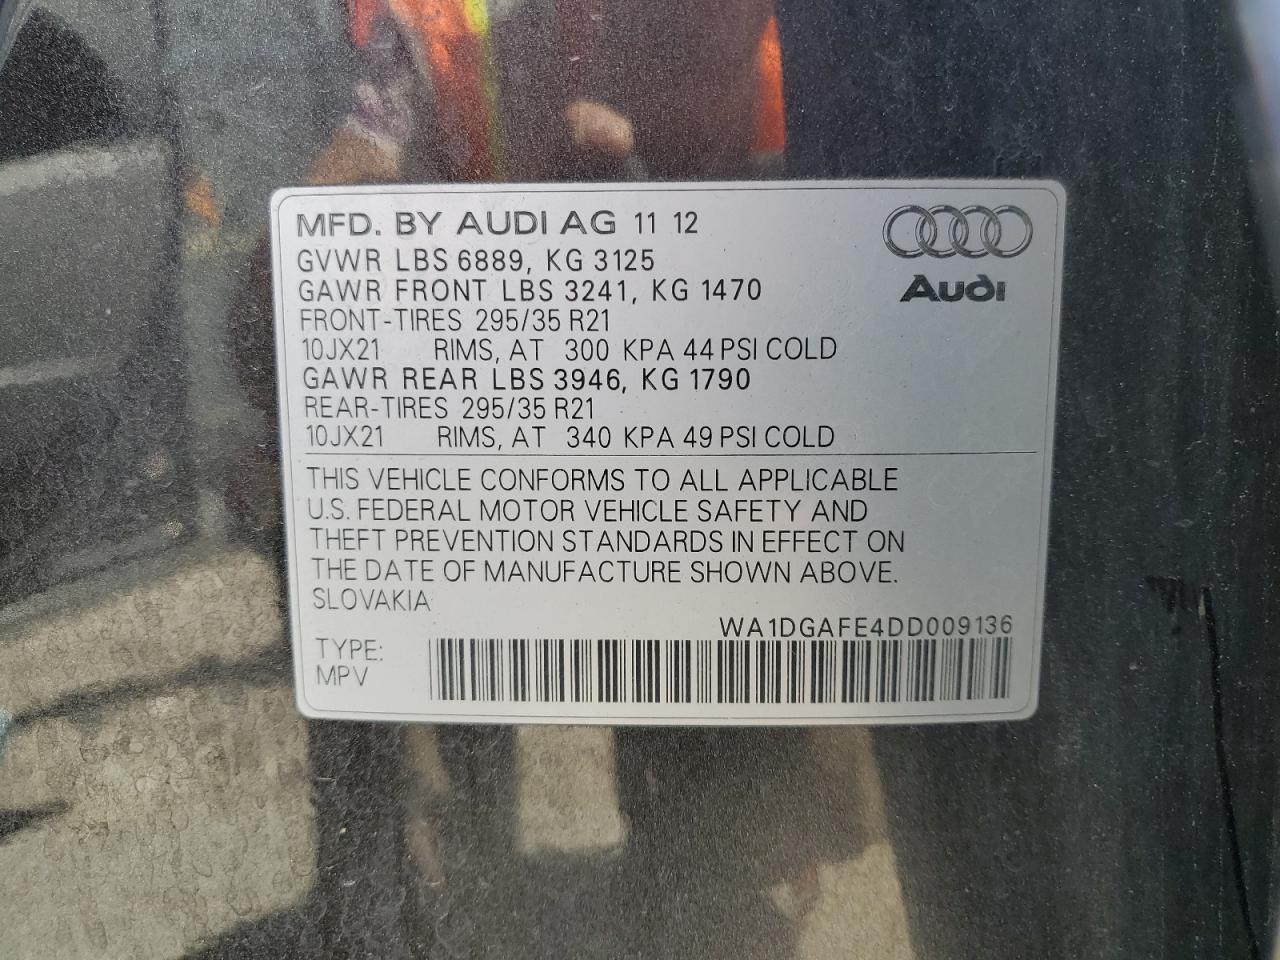 MFD. BY AUDI AG 11 12
Audi
GVWR LBS 6889, KG 3125
GAWR FRONT LBS 3241, KG 1470
FRONT-TIRES 295/35 R21
10JX21 RIMS, AT 300 KPA 44 PSI COLD
GAWR REAR LBS 3946, KG 1790
REAR-TIRES 295/35 R21
10JX21 RIMS, AT 340 KPA 49 PSI COLD
THIS VEHICLE CONFORMS TO ALL APPLICABLE
U.S. FEDERAL MOTOR VEHICLE SAFETY AND
THEFT PREVENTION STANDARDS IN EFFECT ON
THE DATE OF MANUFACTURE SHOWN ABOVE.
SLOVAKIA
WA1DGAFE4DD009136
TYPE:
MPV